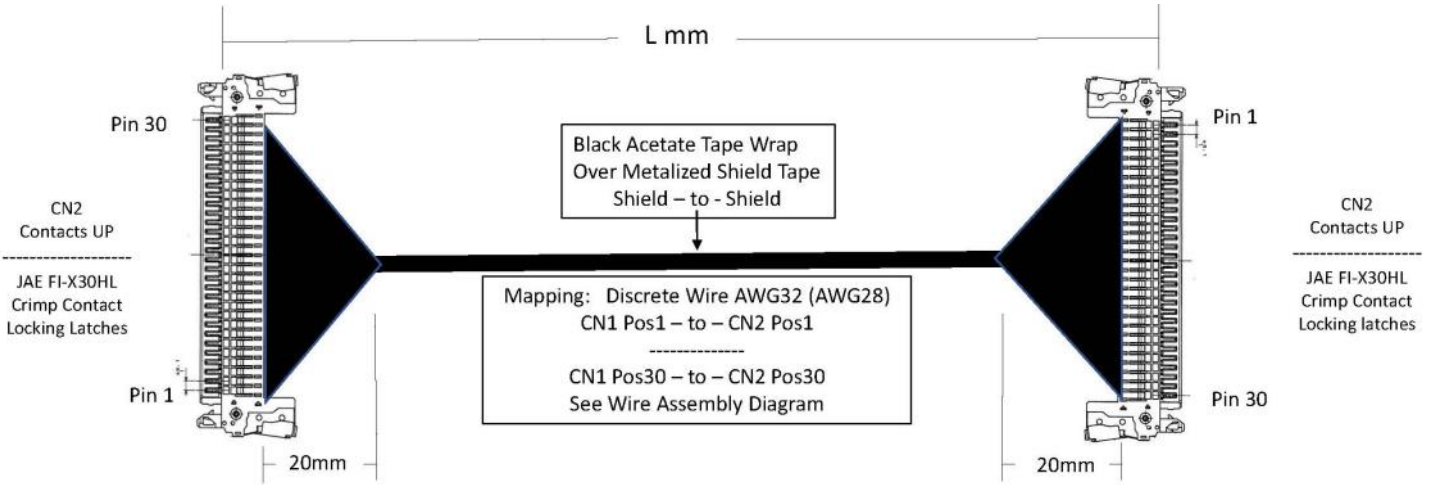 L mm
Pin 30
Pin 1
Black Acetate Tape Wrap
Over Metalized Shield Tape
Shield – to - Shield
CN2
Contacts UP
--------------------
JAE FI-X30HL
Crimp Contact
Locking Latches
CN2
Contacts UP
--------------------
JAE FI-X30HL
Crimp Contact
Locking latches
Mapping: Discrete Wire AWG32 (AWG28)
CN1 Pos1 – to – CN2 Pos1
--------------
CN1 Pos30 – to – CN2 Pos30
See Wire Assembly Diagram
Pin 1
Pin 30
20mm
20mm